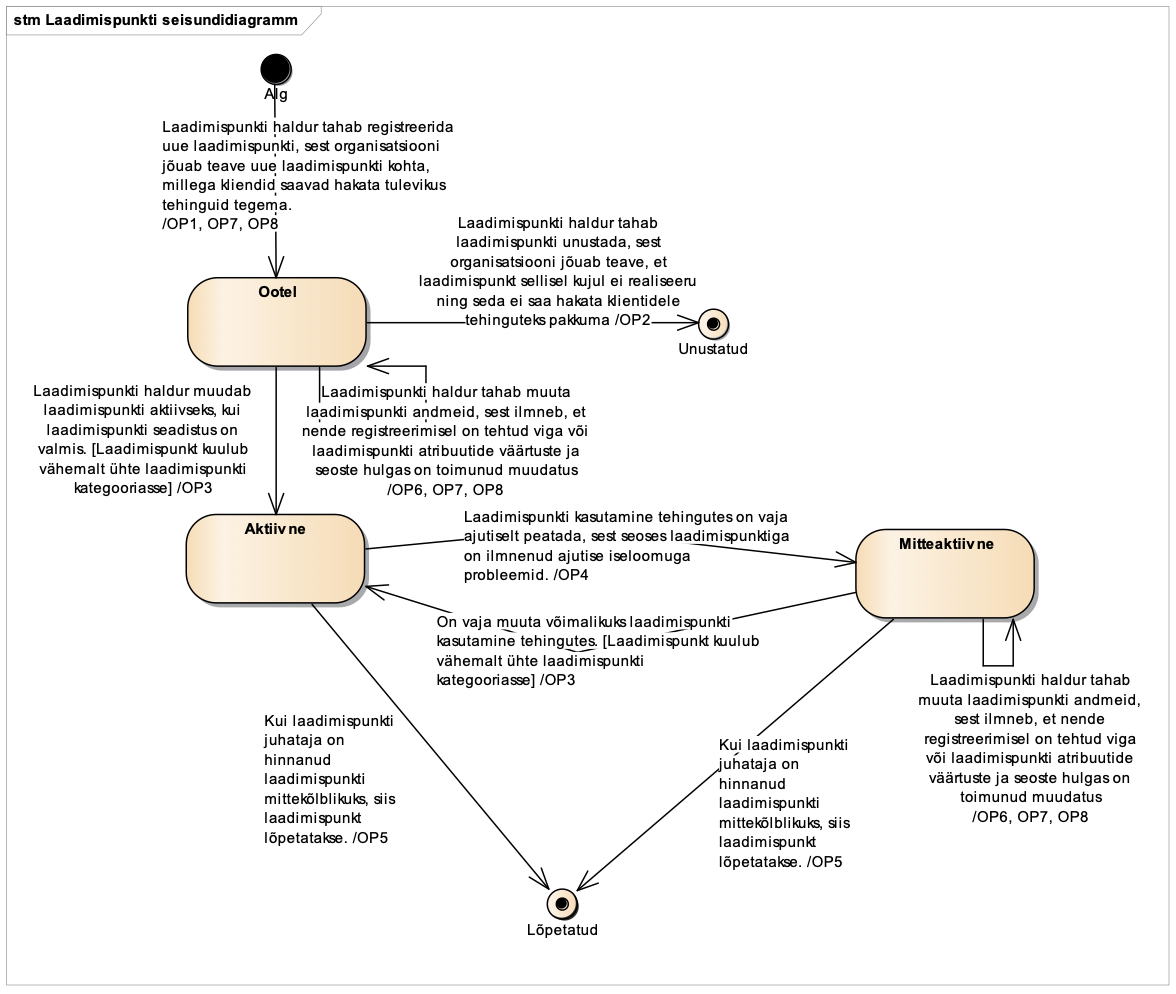 stm Laadimispunkti seisundidiagramm
Alg
Laadimispunkti haldur tahab registreerida
uue laadimispunkti, sest organisatsiooni
jõuab teave uue laadimispunkti kohta,
millega kliendid saavad hakata tulevikus
tehinguid tegema.
/OP1, OP7, OP8
Laadimispunkti haldur tahab
laadimispunkti unustada, sest
organisatsiooni jõuab teave, et
laadimispunkt sellisel kujul ei realiseeru
ning seda ei saa hakata klientidele
tehinguteks pakkuma /OP2
Ootel
Unustatud
Laadimispunkti haldur muudab
laadimispunkti aktiivseks, kui
laadimispunkti seadistus on
valmis. [Laadimispunkt kuulub
vähemalt ühte laadimispunkti
kategooriasse] /OP3
Laadimispunkti haldur tahab muuta
laadimispunkti andmeid, sest ilmneb, et
nende registreerimisel on tehtud viga või
laadimispunkti atribuutide väärtuste ja
seoste hulgas on toimunud muudatus
/OP6, OP7, OP8
Aktiivne
Laadimispunkti kasutamine tehingutes on vaja
ajutiselt peatada, sest seoses laadimispunktiga
on ilmnenud ajutise iseloomuga
probleemid. /OP4
Mitteaktiivne
On vaja muuta võimalikuks laadimispunkti
kasutamine tehingutes. [Laadimispunkt kuulub
vähemalt ühte laadimispunkti
kategooriasse] /OP3
Laadimispunkti haldur tahab
muuta laadimispunkti andmeid,
sest ilmneb, et nende
registreerimisel on tehtud viga
või laadimispunkti atribuutide
väärtuste ja seoste hulgas on
toimunud muudatus
/OP6, OP7, OP8
Kui laadimispunkti
juhataja on
hinnanud
laadimispunkti
mittekõlblikuks, siis
laadimispunkt
lõpetatakse. /OP5
Kui laadimispunkti
juhataja on
hinnanud
laadimispunkti
mittekõlblikuks, siis
laadimispunkt
lõpetatakse. /OP5
Lõpetatud